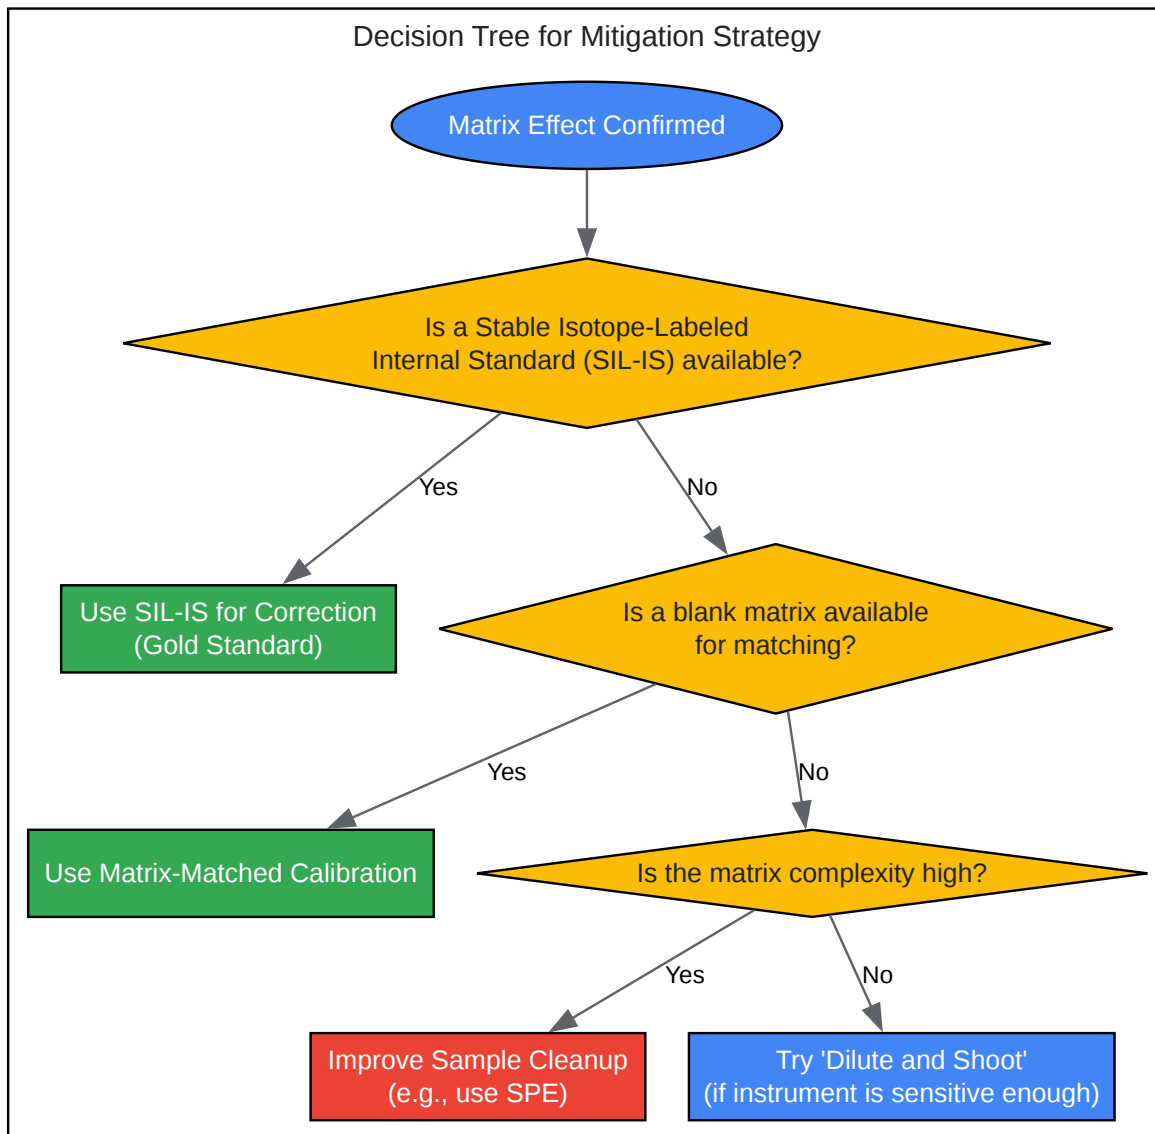 Decision Tree for Mitigation Strategy
Matrix Effect Confirmed
Is a Stable Isotope-Labeled
Internal Standard (SIL-IS) available?
Yes
No
Use SIL-IS for Correction
(Gold Standard)
Is a blank matrix available
for matching?
Yes
No
Use Matrix-Matched Calibration
Is the matrix complexity high?
Yes
No
Improve Sample Cleanup
(e.g., use SPE)
Try 'Dilute and Shoot'
(if instrument is sensitive enough)